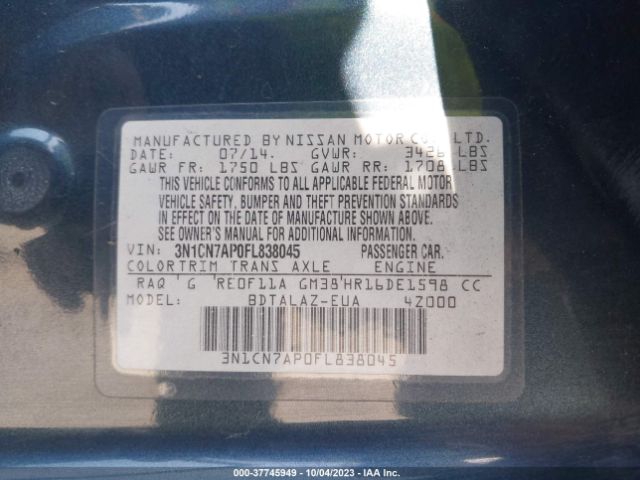 MANUFACTURED BY NISSAN MOTOR CO., LTD.
DATE: 07/14. GVWR: 3426 LBS
GAWR FR: 1750 LBS GAWR RR: 1708 LBS
THIS VEHICLE CONFORMS TO ALL APPLICABLE FEDERAL MOTOR
VEHICLE SAFETY, BUMPER AND THEFT PREVENTION STANDARDS
IN EFFECT ON THE DATE OF MANUFACTURE SHOWN ABOVE.
SEE OWNER'S MANUAL FOR ADDITIONAL INFORMATION.
VIN: 3N1CN7AP0FL838045 PASSENGER CAR.
COLORTRIM TRANS AXLE ENGINE
RAQ 'G 'RE0F11A GM38'HR16DE1598 CC
MODEL: BDTALAZ-EUA 4Z000
3N1CN7AP0FL838045
000-37745949 - 10/04/2023 - IAA Inc.